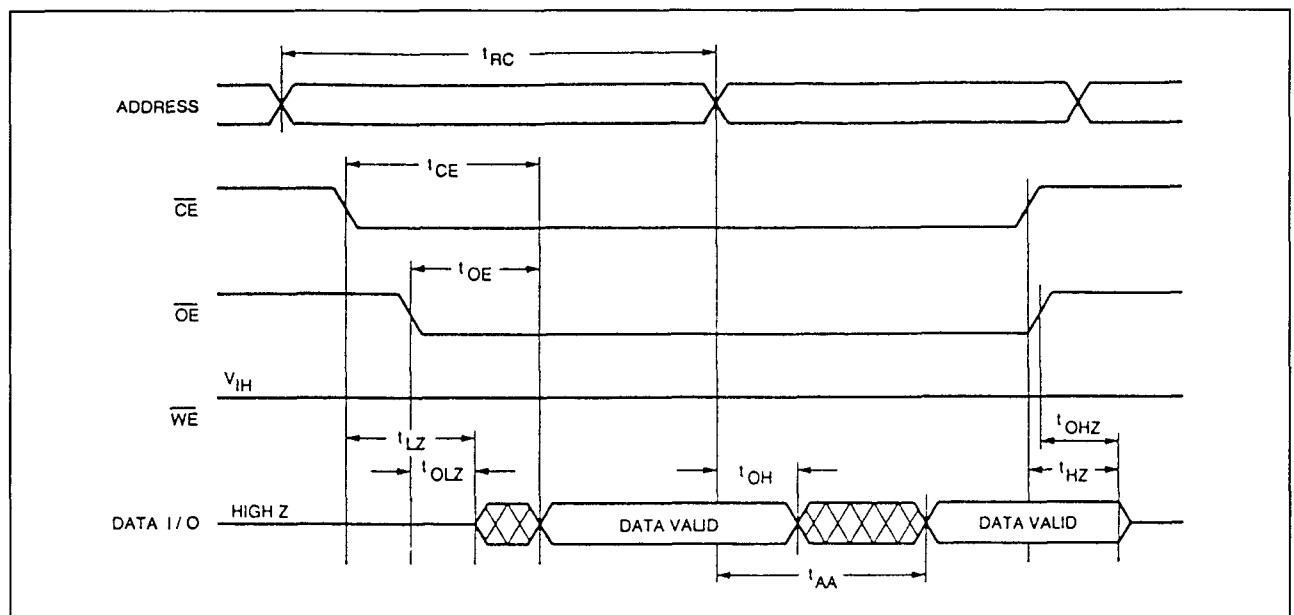 tRC
ADDRESS
tCE
CE
tOE
OE
VIH
WE
tLZ
tOHZ
tOLZ
tOH
tHZ
DATA I / O
HIGH Z
DATA VALID
DATA VALID
tAA